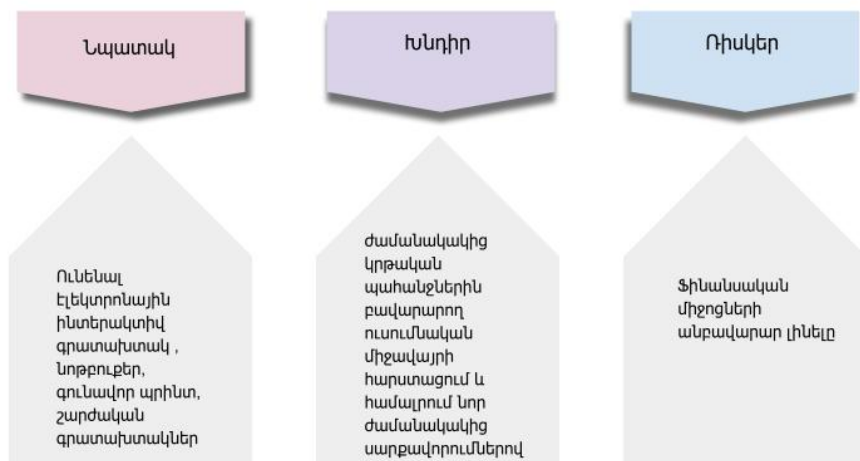 Նպատակ
Խնդիր
Ռիսկեր
Ունենալ
էլեկտրոնային
ինտերակտիվ
գրատախտակ ,
նոթբուքեր,
գունավոր պրինտ,
շարժական
գրատախտակներ
ժամանակակից
կրթական
պահանջներին
բավարարող
ուսումնական
միջավայրի
հարստացում և
համալրում նոր
ժամանակակից
սարքավորումներով
Ֆինանսական
միջոցների
անբավարար լինելը